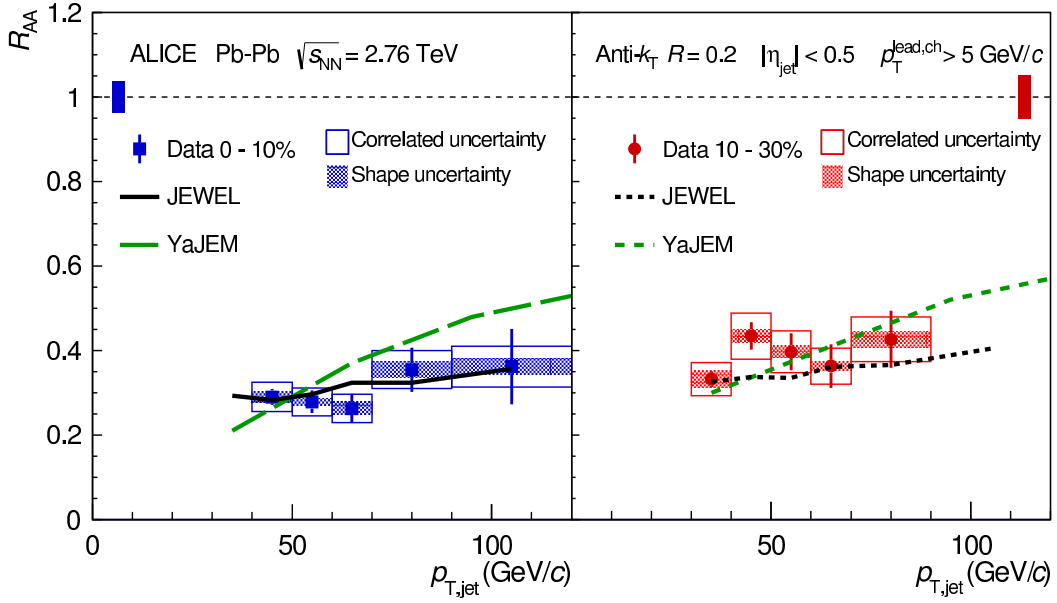 R_AA
1.2
1
0.8
0.6
0.4
0.2
0
ALICE Pb-Pb √s_NN = 2.76 TeV
Data 0 - 10%
Correlated uncertainty
Shape uncertainty
JEWEL
YaJEM
0 50 100
p_T,jet (GeV/c)
Anti-k_T R = 0.2 |η_jet| < 0.5 p_T^lead,ch > 5 GeV/c
Data 10 - 30%
Correlated uncertainty
Shape uncertainty
JEWEL
YaJEM
50 100
p_T,jet (GeV/c)